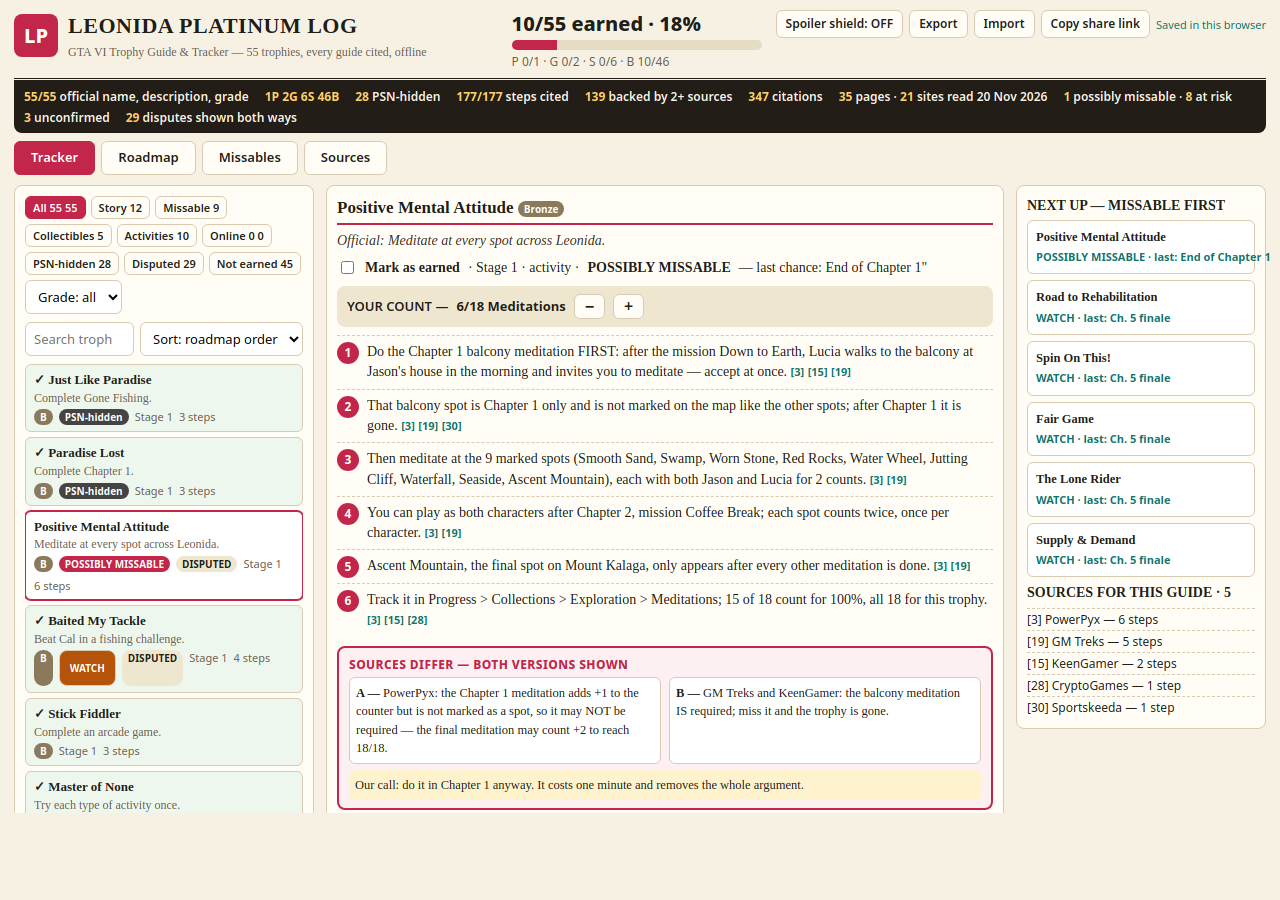 LP
LEONIDA PLATINUM LOG
GTA VI Trophy Guide & Tracker — 55 trophies, every guide cited, offline
10/55 earned · 18%
P 0/1 · G 0/2 · S 0/6 · B 10/46
Spoiler shield: OFF
Export
Import
Copy share link
Saved in this browser
55/55 official name, description, grade 1P 2G 6S 46B 28 PSN-hidden 177/177 steps cited 139 backed by 2+ sources 347 citations 35 pages · 21 sites read 20 Nov 2026 1 possibly missable · 8 at risk
3 unconfirmed 29 disputes shown both ways
Tracker
Roadmap
Missables
Sources
All 55 55
Story 12
Missable 9
Collectibles 5
Activities 10
Online 0 0
PSN-hidden 28
Disputed 29
Not earned 45
Grade: all
Search troph
Sort: roadmap order
✓ Just Like Paradise
Complete Gone Fishing.
B PSN-hidden Stage 1 3 steps
✓ Paradise Lost
Complete Chapter 1.
B PSN-hidden Stage 1 3 steps
Positive Mental Attitude
Meditate at every spot across Leonida.
B POSSIBLY MISSABLE DISPUTED Stage 1
6 steps
✓ Baited My Tackle
Beat Cal in a fishing challenge.
B WATCH DISPUTED Stage 1 4 steps
✓ Stick Fiddler
Complete an arcade game.
B Stage 1 3 steps
✓ Master of None
Try each type of activity once.
Positive Mental Attitude Bronze
Official: Meditate at every spot across Leonida.
Mark as earned · Stage 1 · activity · POSSIBLY MISSABLE — last chance: End of Chapter 1"
YOUR COUNT — 6/18 Meditations − +
1 Do the Chapter 1 balcony meditation FIRST: after the mission Down to Earth, Lucia walks to the balcony at
Jason's house in the morning and invites you to meditate — accept at once. [3] [15] [19]
2 That balcony spot is Chapter 1 only and is not marked on the map like the other spots; after Chapter 1 it is
gone. [3] [19] [30]
3 Then meditate at the 9 marked spots (Smooth Sand, Swamp, Worn Stone, Red Rocks, Water Wheel, Jutting
Cliff, Waterfall, Seaside, Ascent Mountain), each with both Jason and Lucia for 2 counts. [3] [19]
4 You can play as both characters after Chapter 2, mission Coffee Break; each spot counts twice, once per
character. [3] [19]
5 Ascent Mountain, the final spot on Mount Kalaga, only appears after every other meditation is done. [3] [19]
6 Track it in Progress > Collections > Exploration > Meditations; 15 of 18 count for 100%, all 18 for this trophy.
[3] [15] [28]
SOURCES DIFFER — BOTH VERSIONS SHOWN
A — PowerPyx: the Chapter 1 meditation adds +1 to the
counter but is not marked as a spot, so it may NOT be
required — the final meditation may count +2 to reach
18/18.
B — GM Treks and KeenGamer: the balcony meditation
IS required; miss it and the trophy is gone.
Our call: do it in Chapter 1 anyway. It costs one minute and removes the whole argument.
NEXT UP — MISSABLE FIRST
Positive Mental Attitude
POSSIBLY MISSABLE · last: End of Chapter 1
Road to Rehabilitation
WATCH · last: Ch. 5 finale
Spin On This!
WATCH · last: Ch. 5 finale
Fair Game
WATCH · last: Ch. 5 finale
The Lone Rider
WATCH · last: Ch. 5 finale
Supply & Demand
WATCH · last: Ch. 5 finale
SOURCES FOR THIS GUIDE · 5
[3] PowerPyx — 6 steps
[19] GM Treks — 5 steps
[15] KeenGamer — 2 steps
[28] CryptoGames — 1 step
[30] Sportskeeda — 1 step